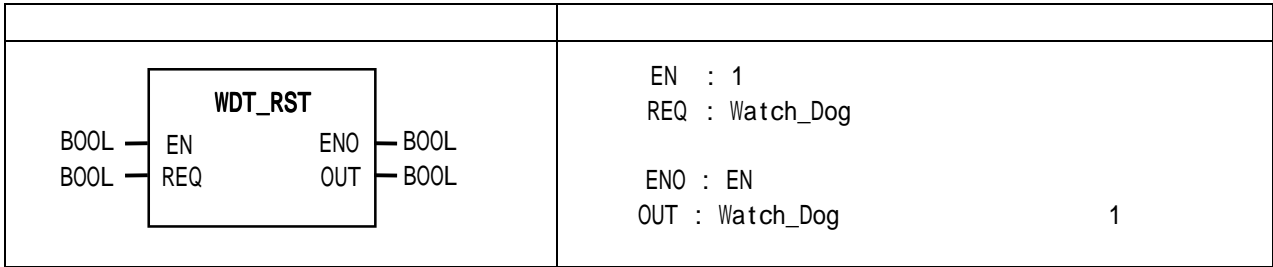 WDT_RST
BOOL EN ENO BOOL
BOOL REQ OUT BOOL
EN : 1
REQ : Watch_Dog
ENO : EN
OUT : Watch_Dog 1